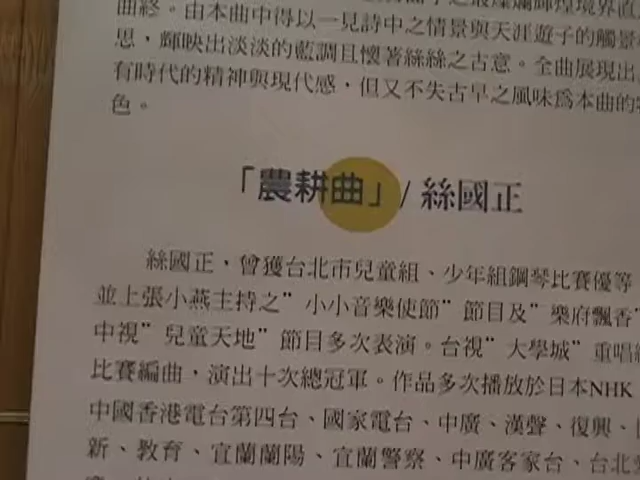 曲終。由本曲中得以一見詩中之情景與天涯遊子的觸景
思，輝映出淡淡的藍調且懷著絲絲之古意。全曲展現出
有時代的精神與現代感，但又不失古早之風味為本曲的
色。
「農耕曲」/ 絲國正
絲國正，曾獲台北市兒童組、少年組鋼琴比賽優等
並上張小燕主持之”小小音樂使節”節目及”樂府飄香”
中視”兒童天地”節目多次表演。台視”大學城”重唱
比賽編曲，演出十次總冠軍。作品多次播放於日本NHK
中國香港電台第四台、國家電台、中廣、漢聲、復興、
新、教育、宜蘭蘭陽、宜蘭警察、中廣客家台、台北